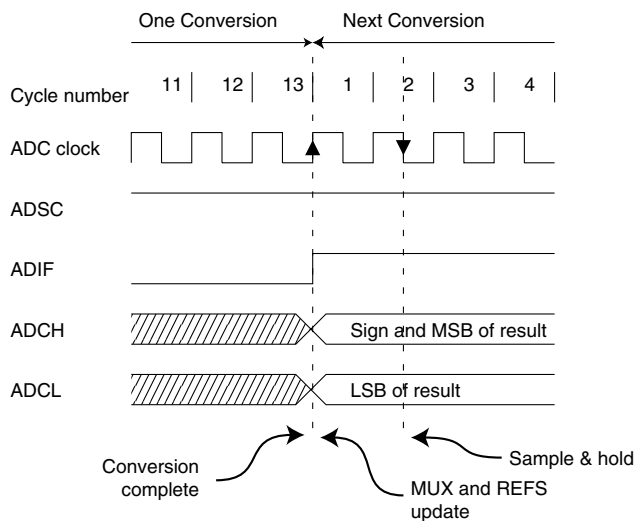 One Conversion Next Conversion
Cycle number 11 12 13 1 2 3 4
ADC clock
ADSC
ADIF
ADCH Sign and MSB of result
ADCL LSB of result
Conversion
complete
MUX and REFS
update
Sample & hold